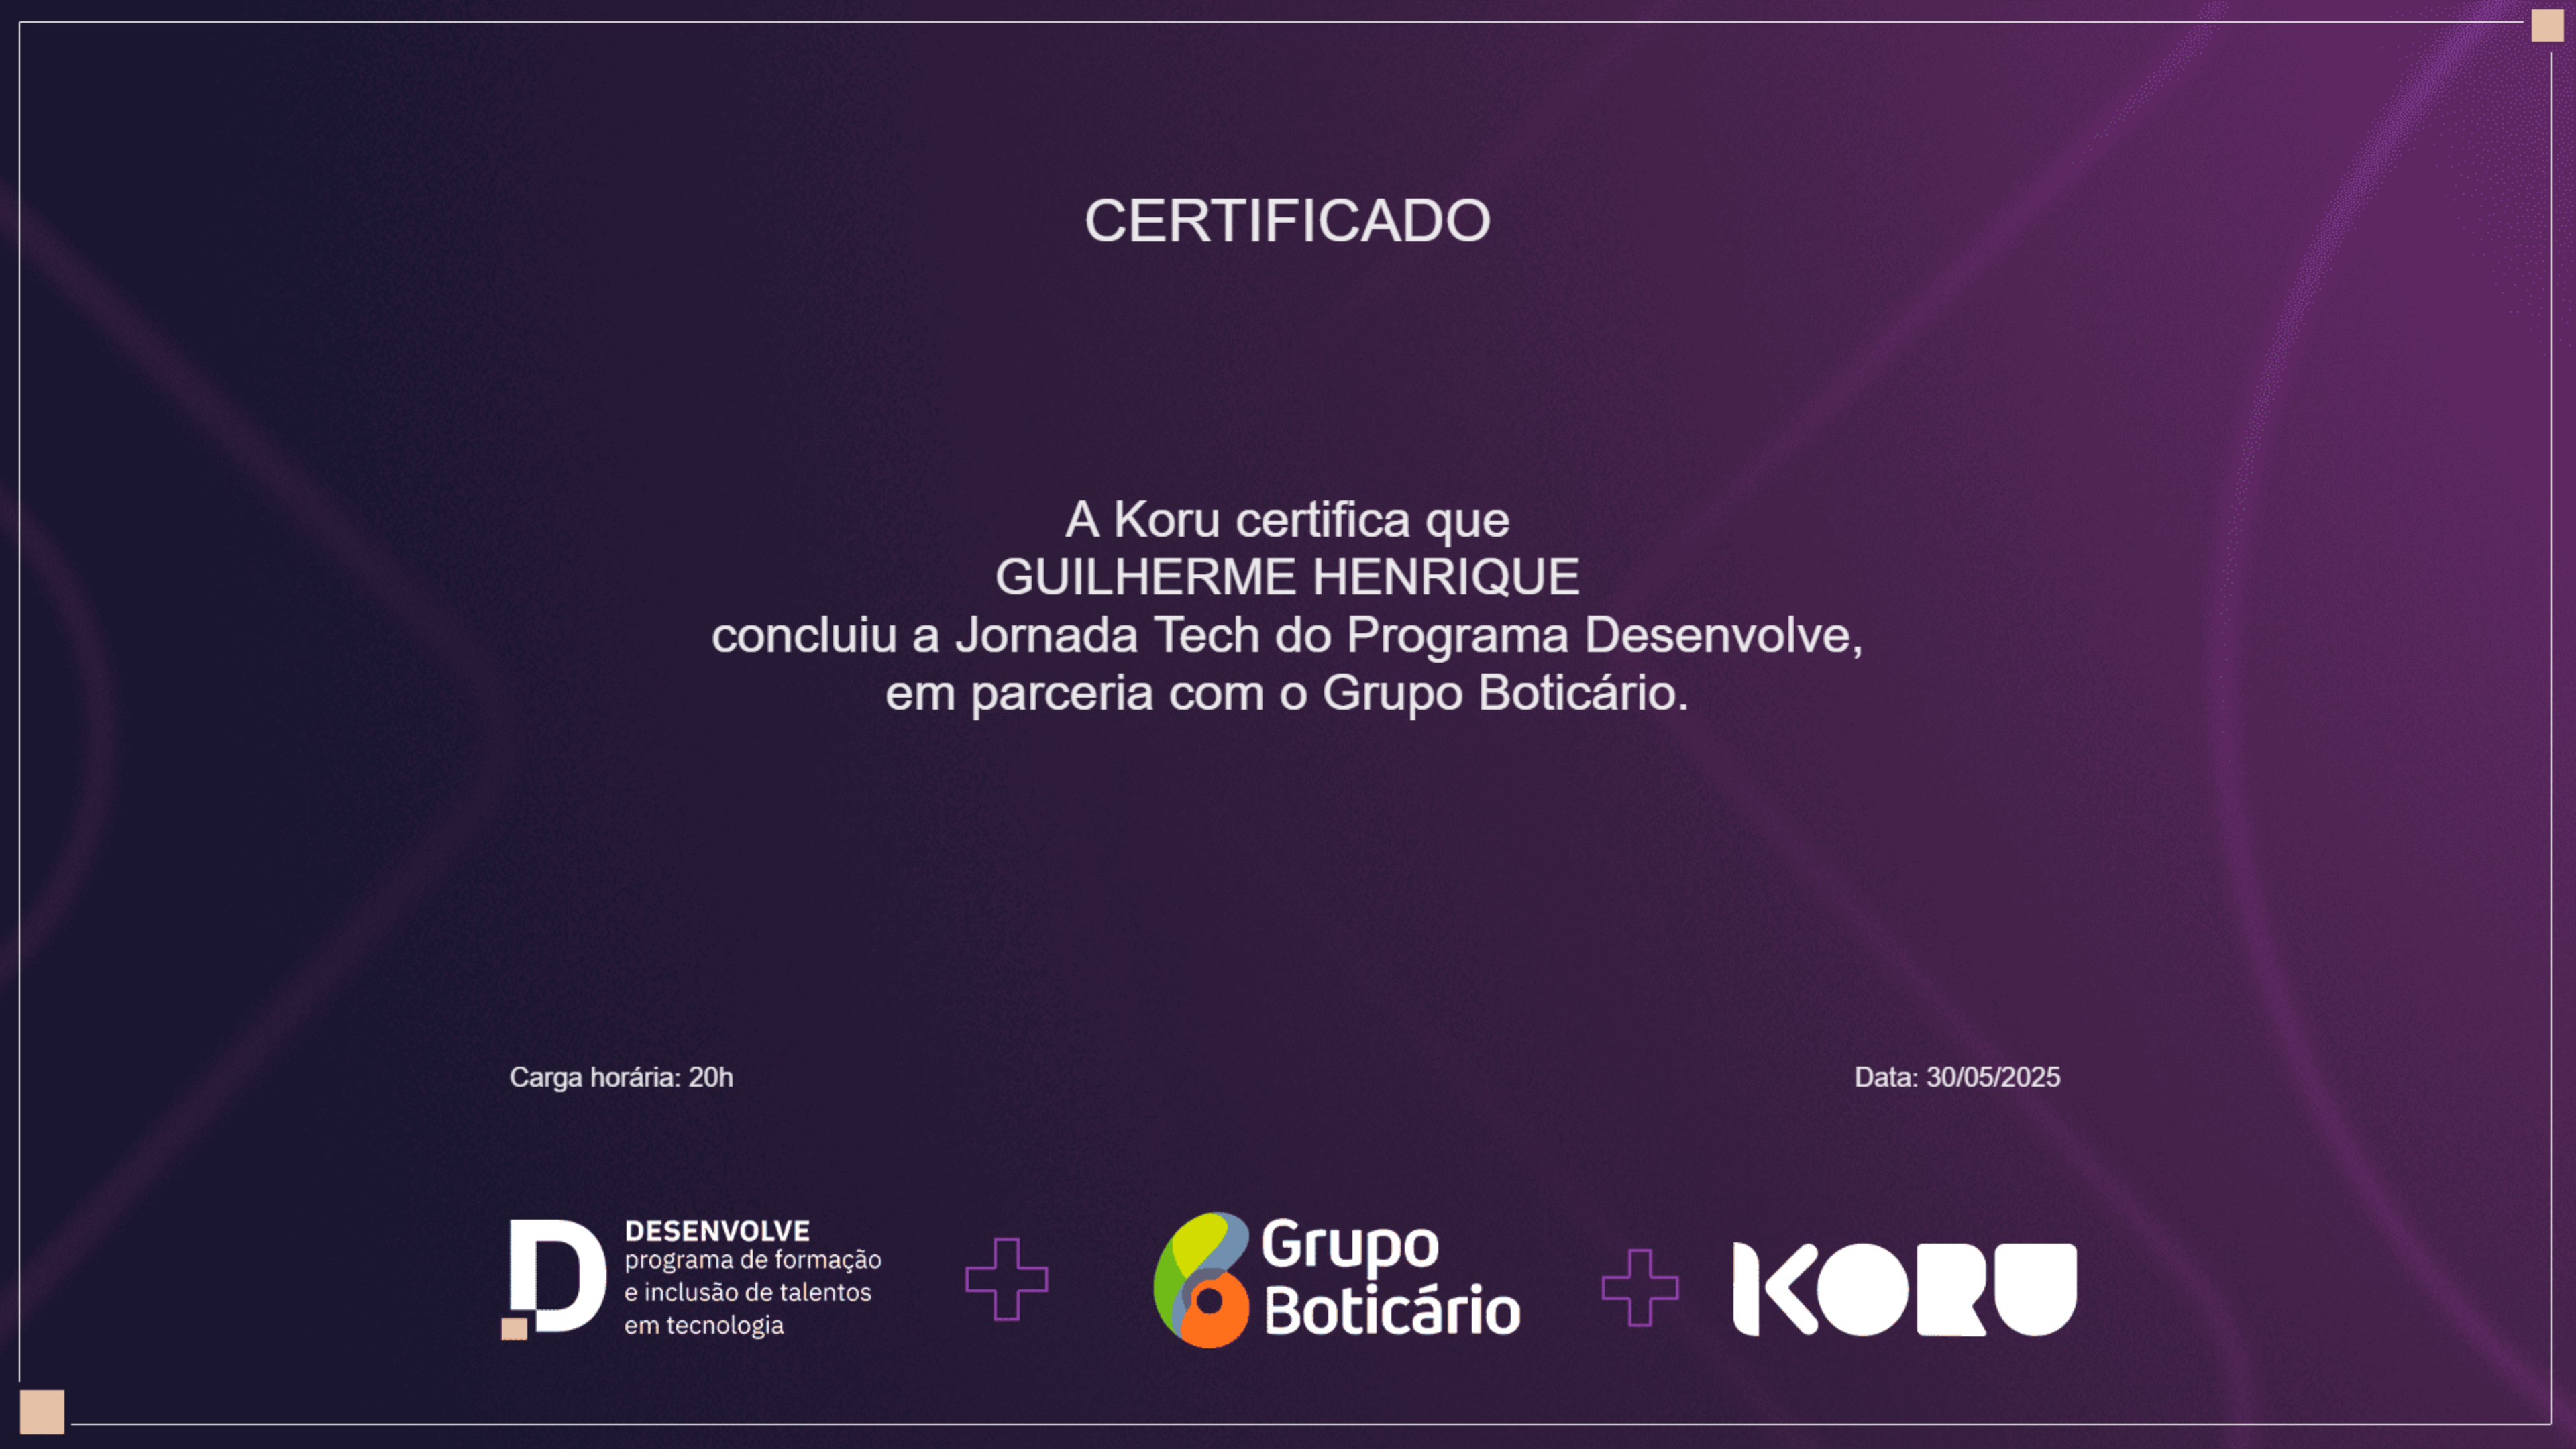 CERTIFICADO
A Koru certifica que
GUILHERME HENRIQUE
concluiu a Jornada Tech do Programa Desenvolve,
em parceria com o Grupo Boticário.
Carga horária: 20h
Data: 30/05/2025
D
DESENVOLVE
programa de formação
e inclusão de talentos
em tecnologia
Grupo
Boticário
KORU